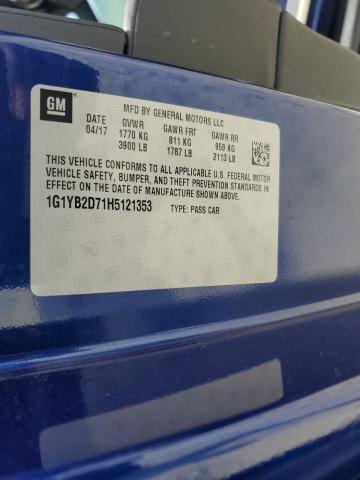 GM
MFD BY GENERAL MOTORS LLC
DATE GVWR GAWR FRT GAWR RR
04/17 1770 KG 811 KG 959 KG
3900 LB 1787 LB 2113 LB
THIS VEHICLE CONFORMS TO ALL APPLICABLE U.S. FEDERAL MOTOR
VEHICLE SAFETY, BUMPER, AND THEFT PREVENTION STANDARDS IN
EFFECT ON THE DATE OF MANUFACTURE SHOWN ABOVE.
1G1YB2D71H5121353 TYPE: PASS CAR